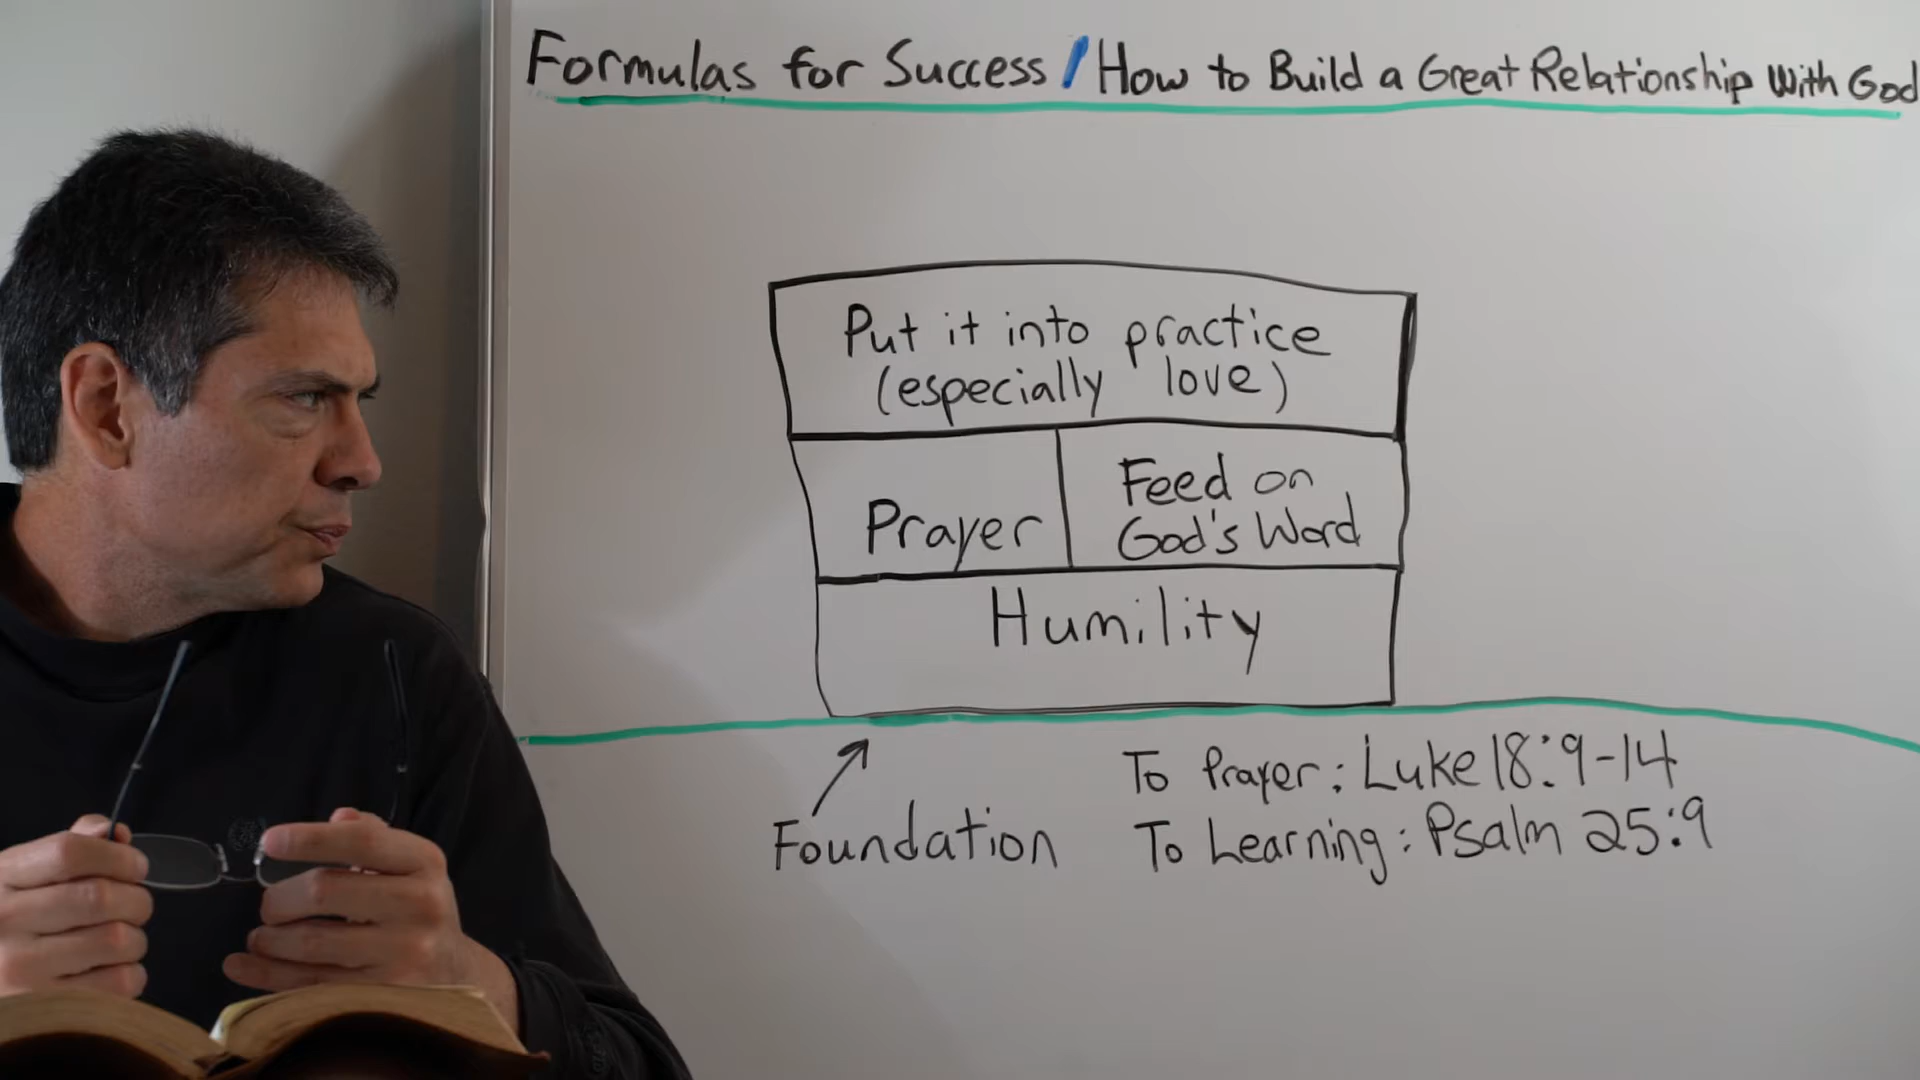 Formulas for Success / How to Build a Great Relationship With God
Put it into practice
(especially love)
Prayer
Feed on
God's Word
Humility
Foundation
To Prayer: Luke 18:9-14
To Learning: Psalm 25:9